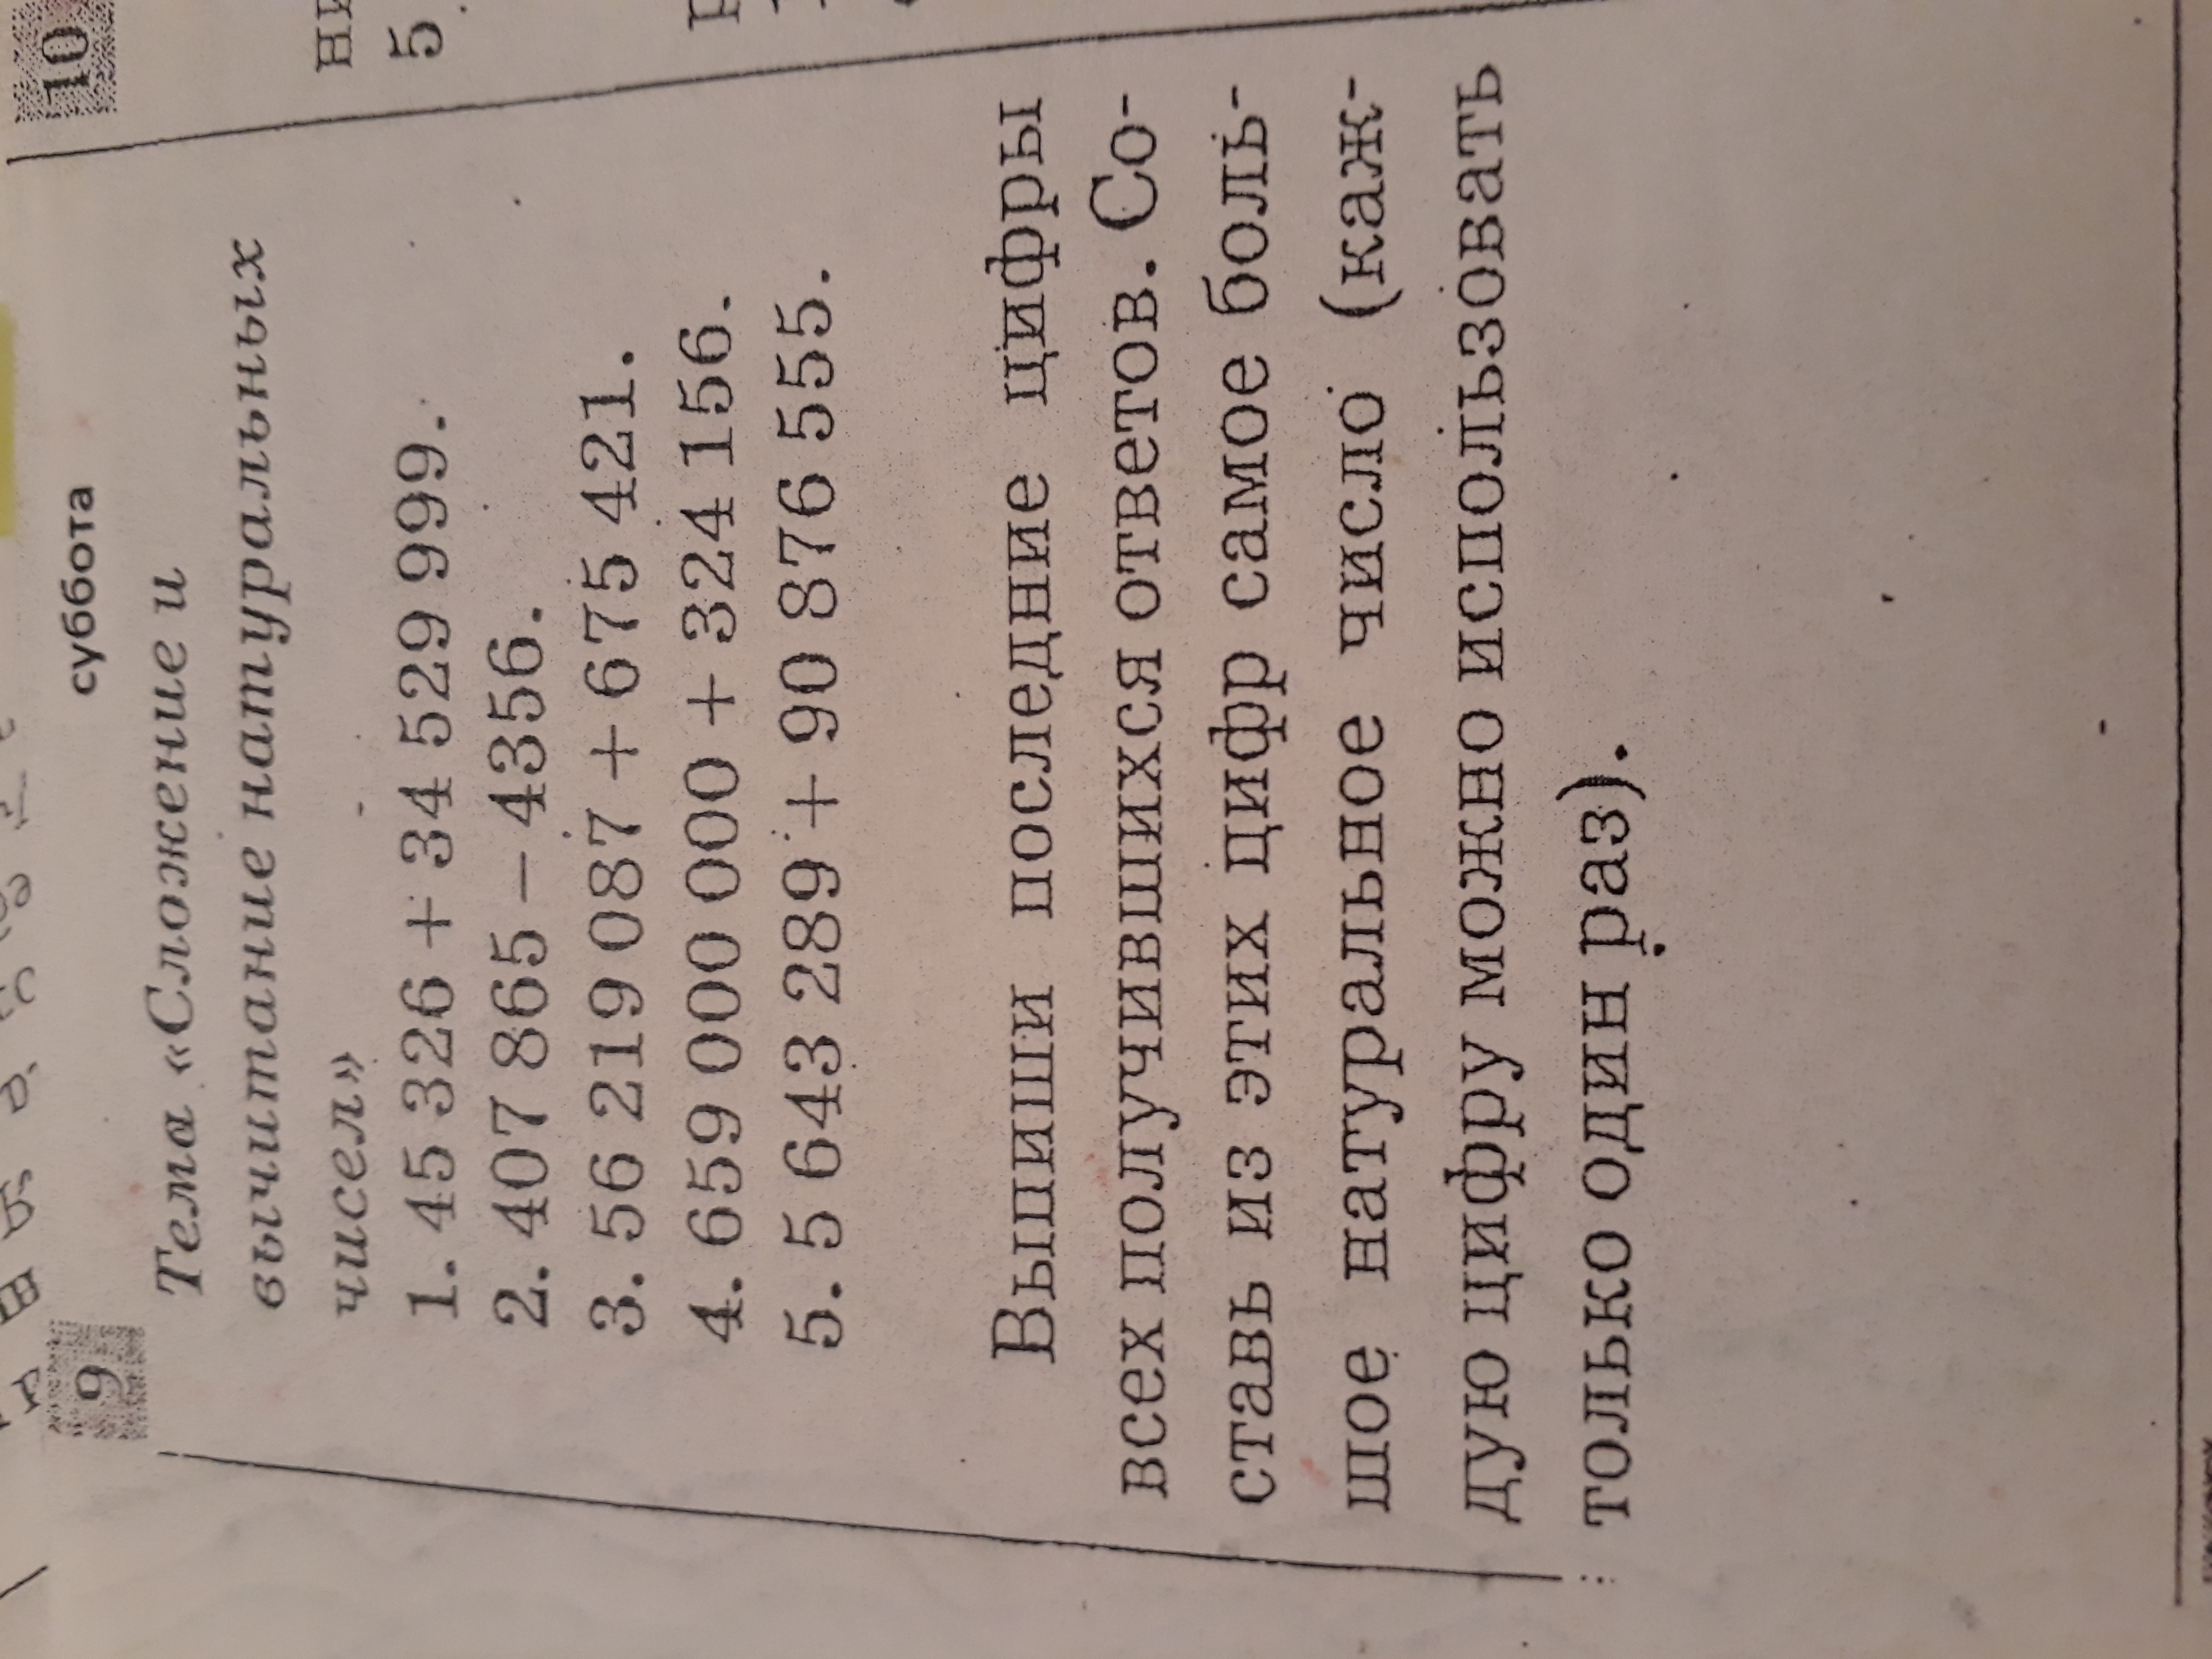 9
суббота
10
Тема «Сложение и
вычитание натуральных
чисел»
1. 45 326 + 34 529 999.
2. 407 865 − 4356.
3. 56 219 087 + 675 421.
4. 659 000 000 + 324 156.
5. 5 643 289 + 90 876 555.
Выпиши последние цифры
всех получившихся ответов. Со-
ставь из этих цифр самое боль-
шое натуральное число (каж-
дую цифру можно использовать
только один раз).
5